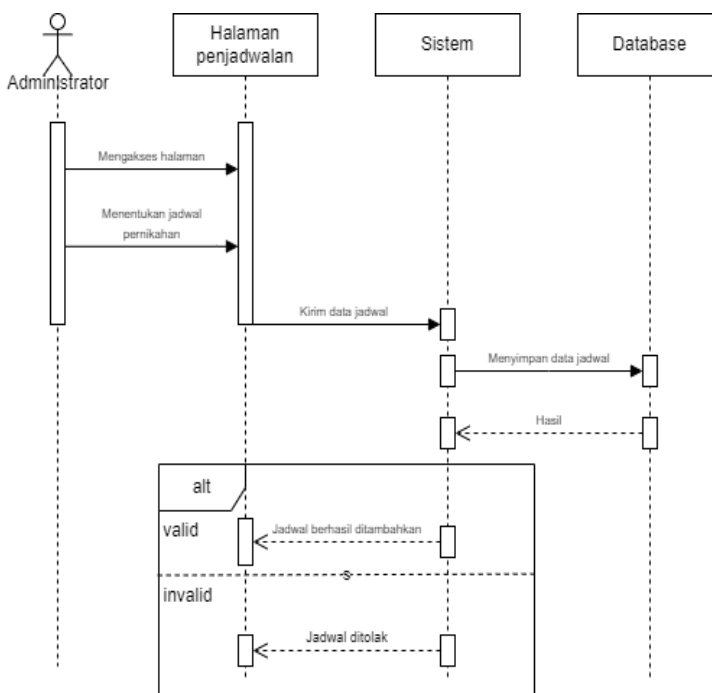 Halaman
penjadwalan
Sistem
Database
Administrator
Mengakses halaman
Menentukan jadwal
pernikahan
Kirim data jadwal
Menyimpan data jadwal
Hasil
alt
valid
Jadwal berhasil ditambahkan
s
invalid
Jadwal ditolak